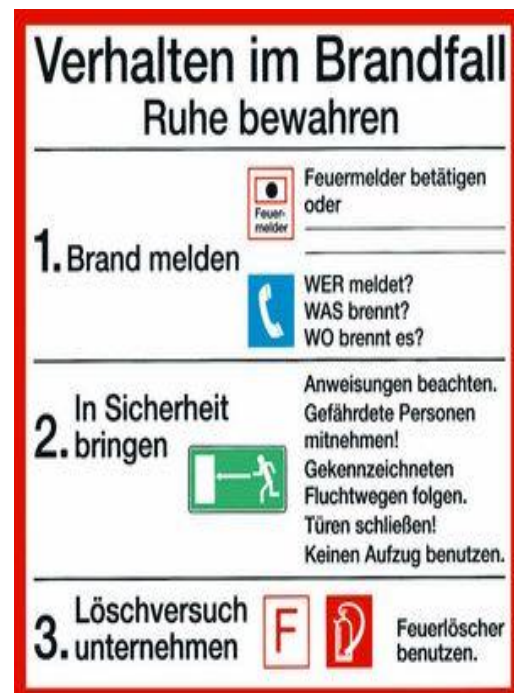 Verhalten im Brandfall
Ruhe bewahren
1. Brand melden
Feuer-
melder
Feuermelder betätigen
oder
WER meldet?
WAS brennt?
WO brennt es?
2. In Sicherheit
bringen
Anweisungen beachten.
Gefährdete Personen
mitnehmen!
Gekennzeichneten
Fluchtwegen folgen.
Türen schließen!
Keinen Aufzug benutzen.
3. Löschversuch
unternehmen
F
Feuerlöscher
benutzen.